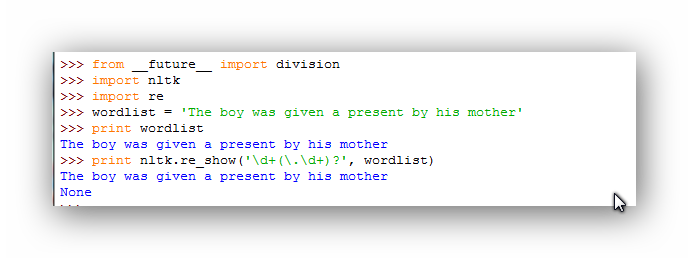 >>> from __future__ import division
>>> import nltk
>>> import re
>>> wordlist = 'The boy was given a present by his mother'
>>> print wordlist
The boy was given a present by his mother
>>> print nltk.re_show('\d+(\.\d+)?', wordlist)
The boy was given a present by his mother
None